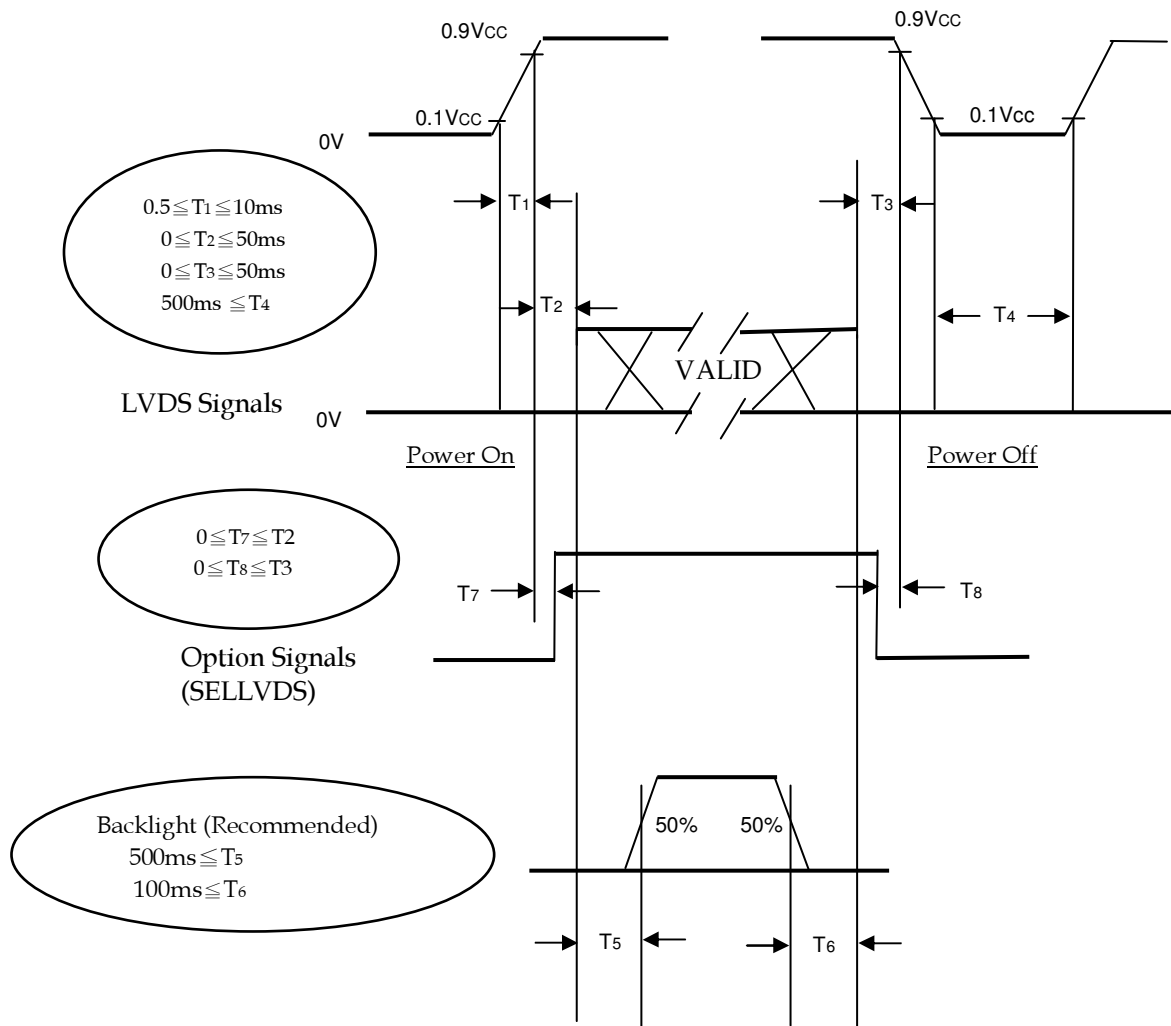 0.9Vcc
0.9Vcc
0.1Vcc
0.1Vcc
0V
0.5≦T1≦10ms
0≦T2≦50ms
0≦T3≦50ms
500ms ≦T4
T1
T3
T2
T4
VALID
LVDS Signals
0V
Power On
Power Off
0≦T7≦T2
0≦T8≦T3
T7
T8
Option Signals
(SELLVDS)
Backlight (Recommended)
500ms≦T5
100ms≦T6
50%
50%
T5
T6